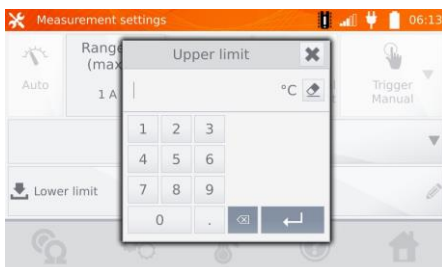 Measurement settings 06:13
Auto
Range
(max
1 A
Upper limit
°C
Trigger
Manual
1 2 3
4 5 6
7 8 9
0 .
Lower limit